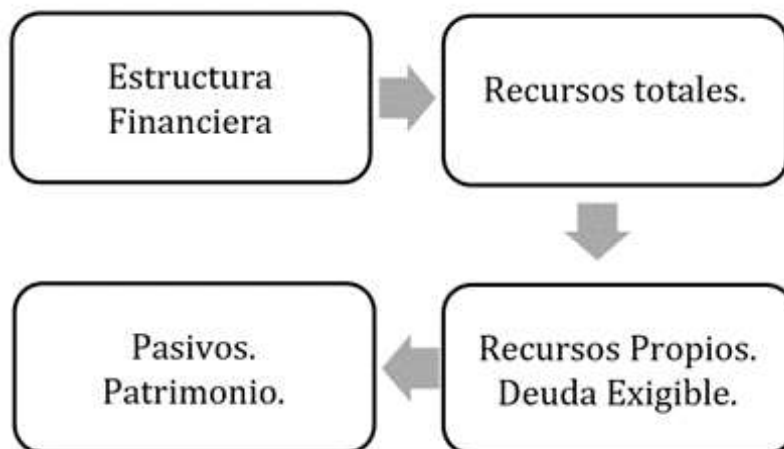 Estructura
Financiera
Recursos totales.
Recursos Propios.
Deuda Exigible.
Pasivos.
Patrimonio.